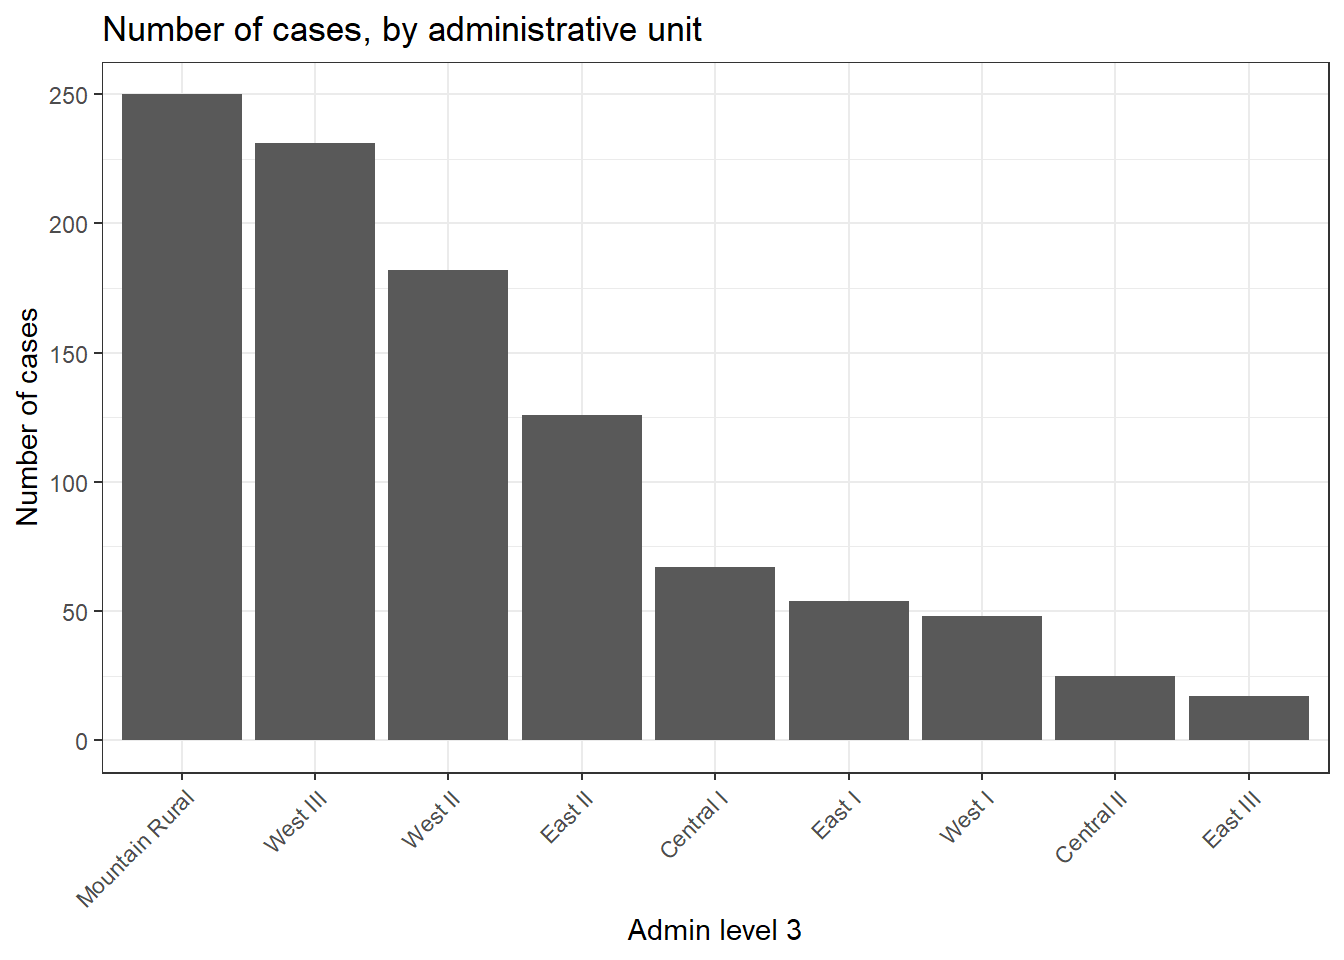 Number of cases, by administrative unit
250
200
150
100
50
0
Number of cases
Mountain Rural
West III
West II
East II
Central I
East I
West I
Central II
East III
Admin level 3